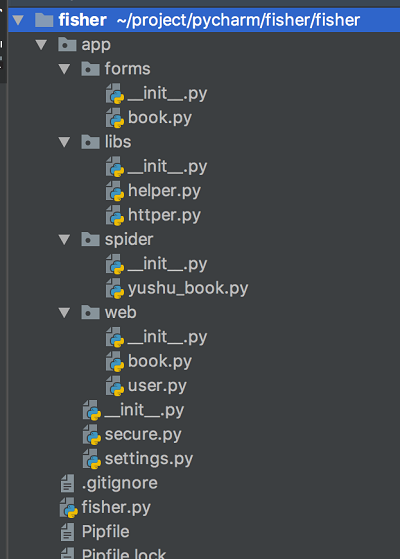 fisher ~/project/pycharm/fisher/fisher
app
forms
__init__.py
book.py
libs
__init__.py
helper.py
httper.py
spider
__init__.py
yushu_book.py
web
__init__.py
book.py
user.py
__init__.py
secure.py
settings.py
.gitignore
fisher.py
Pipfile
Pipfile.lock